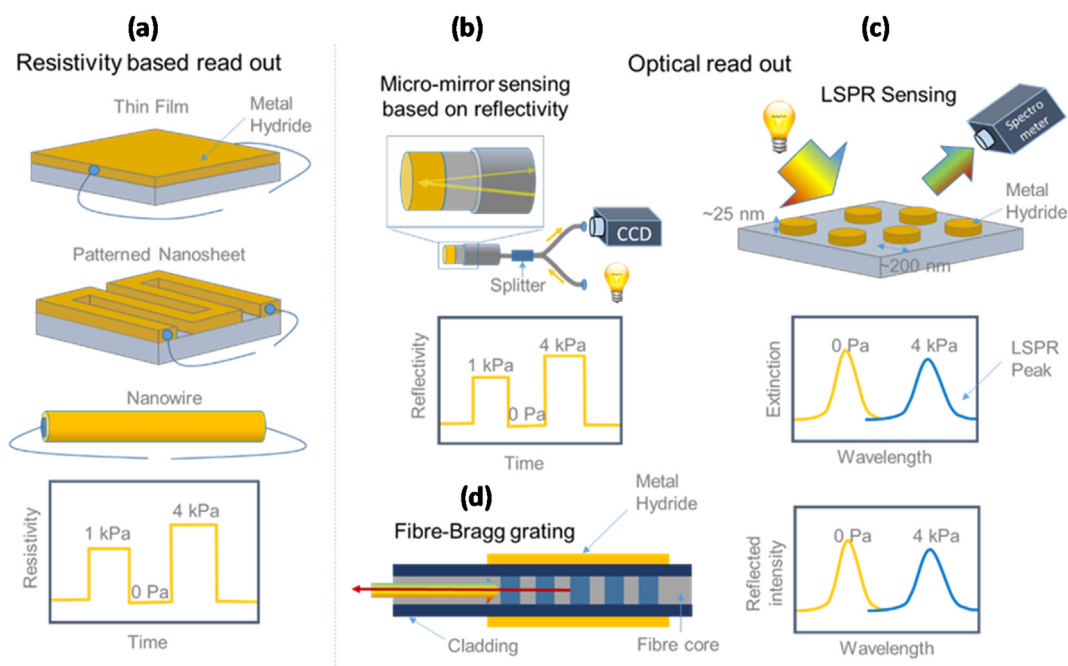 (a)
Resistivity based read out
Thin Film
Metal
Hydride
Patterned Nanosheet
Nanowire
1 kPa
4 kPa
0 Pa
Resistivity
Time
(b)
Optical read out
Micro-mirror sensing
based on reflectivity
CCD
Splitter
1 kPa
4 kPa
0 Pa
Reflectivity
Time
(c)
LSPR Sensing
Spectro
meter
Metal
Hydride
~25 nm
~200 nm
0 Pa
4 kPa
LSPR
Peak
Extinction
Wavelength
(d)
Fibre-Bragg grating
Metal
Hydride
Cladding
Fibre core
0 Pa
4 kPa
Reflected
intensity
Wavelength